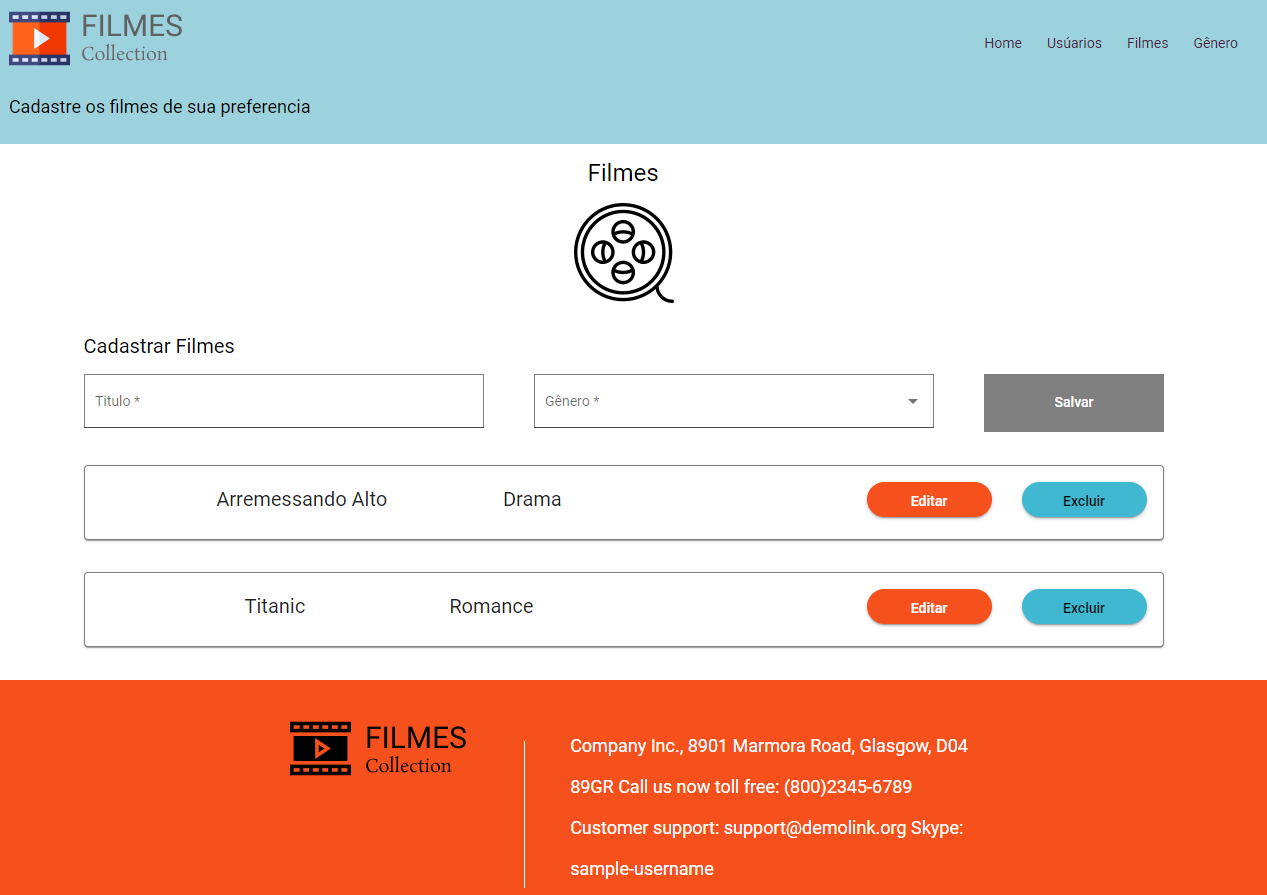 FILMES
Collection
Home Usúarios Filmes Gênero
Cadastre os filmes de sua preferencia
Filmes
Cadastrar Filmes
Titulo * Gênero * Salvar
Arremessando Alto Drama Editar Excluir
Titanic Romance Editar Excluir
FILMES
Collection
Company Inc., 8901 Marmora Road, Glasgow, D04
89GR Call us now toll free: (800)2345-6789
Customer support: support@demolink.org Skype:
sample-username